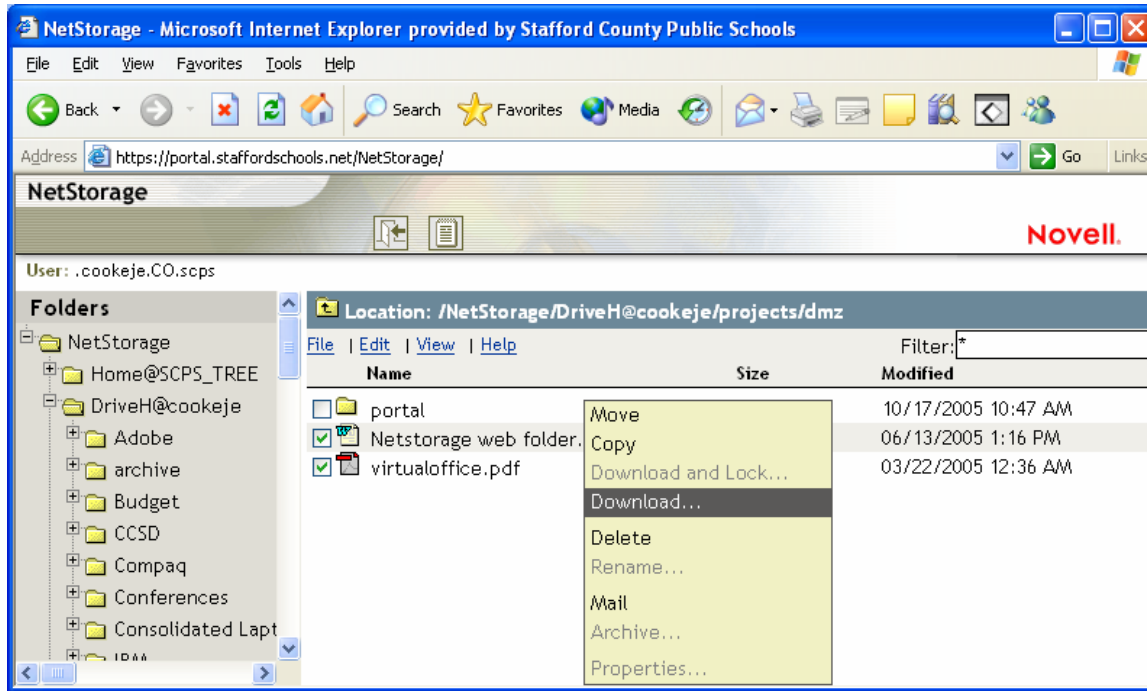 NetStorage - Microsoft Internet Explorer provided by Stafford County Public Schools
File Edit View Favorites Tools Help
Back Search Favorites Media
Address https://portal.staffordschools.net/NetStorage/ Go Links
NetStorage
Novell.
User: .cookeje.CO.scps
Folders
NetStorage
Home@SCPS_TREE
DriveH@cookeje
Adobe
archive
Budget
CCSD
Compaq
Conferences
Consolidated Lapt
Location: /NetStorage/DriveH@cookeje/projects/dmz
File | Edit | View | Help Filter:*
Name Size Modified
portal 10/17/2005 10:47 AM
Netstorage web folder. 06/13/2005 1:16 PM
virtualoffice.pdf 03/22/2005 12:36 AM
Move
Copy
Download and Lock...
Download...
Delete
Rename...
Mail
Archive...
Properties...